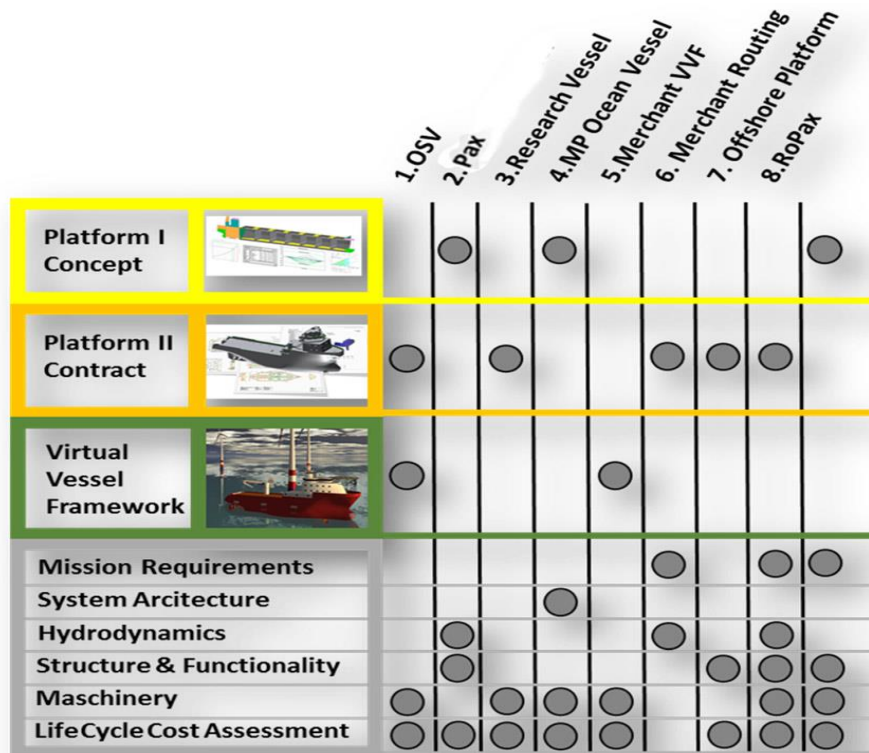 1.OSV
2.Pax
3.Research Vessel
4.MP Ocean Vessel
5.Merchant VVF
6. Merchant Routing
7. Offshore Platform
8.RoPax
Platform I
Concept
Platform II
Contract
Virtual
Vessel
Framework
Mission Requirements
System Arcitecture
Hydrodynamics
Structure & Functionality
Maschinery
LifeCycle Cost Assessment